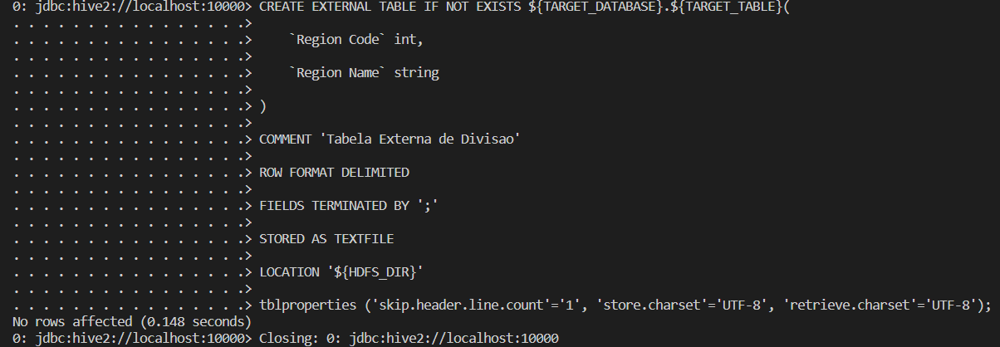 0: jdbc:hive2://localhost:10000> CREATE EXTERNAL TABLE IF NOT EXISTS ${TARGET_DATABASE}.${TARGET_TABLE}(
. . . . . . . . . . . . . . . .>
. . . . . . . . . . . . . . . .>     `Region Code` int,
. . . . . . . . . . . . . . . .>
. . . . . . . . . . . . . . . .>     `Region Name` string
. . . . . . . . . . . . . . . .>
. . . . . . . . . . . . . . . .> )
. . . . . . . . . . . . . . . .>
. . . . . . . . . . . . . . . .> COMMENT 'Tabela Externa de Divisao'
. . . . . . . . . . . . . . . .>
. . . . . . . . . . . . . . . .> ROW FORMAT DELIMITED
. . . . . . . . . . . . . . . .>
. . . . . . . . . . . . . . . .> FIELDS TERMINATED BY ';'
. . . . . . . . . . . . . . . .>
. . . . . . . . . . . . . . . .> STORED AS TEXTFILE
. . . . . . . . . . . . . . . .>
. . . . . . . . . . . . . . . .> LOCATION '${HDFS_DIR}'
. . . . . . . . . . . . . . . .>
. . . . . . . . . . . . . . . .> tblproperties ('skip.header.line.count'='1', 'store.charset'='UTF-8', 'retrieve.charset'='UTF-8');
No rows affected (0.148 seconds)
0: jdbc:hive2://localhost:10000> Closing: 0: jdbc:hive2://localhost:10000